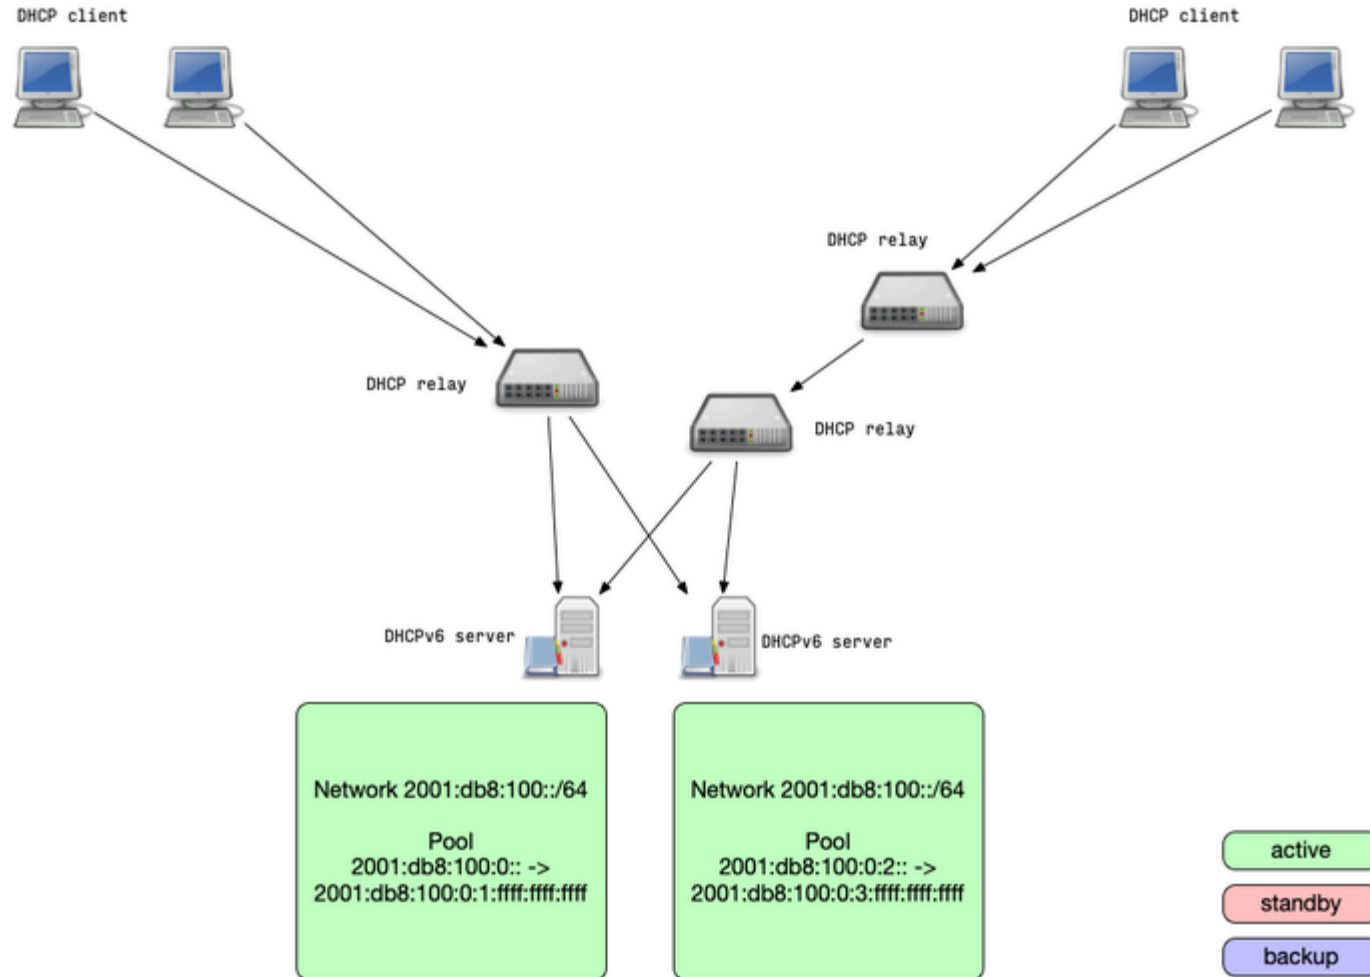 DHCP client
DHCP client
DHCP relay
DHCP relay
DHCP relay
DHCPv6 server
DHCPv6 server
Network 2001:db8:100::/64
Pool
2001:db8:100:0:: ->
2001:db8:100:0:1:ffff:ffff:ffff
Network 2001:db8:100::/64
Pool
2001:db8:100:0:2:: ->
2001:db8:100:0:3:ffff:ffff:ffff
active
standby
backup